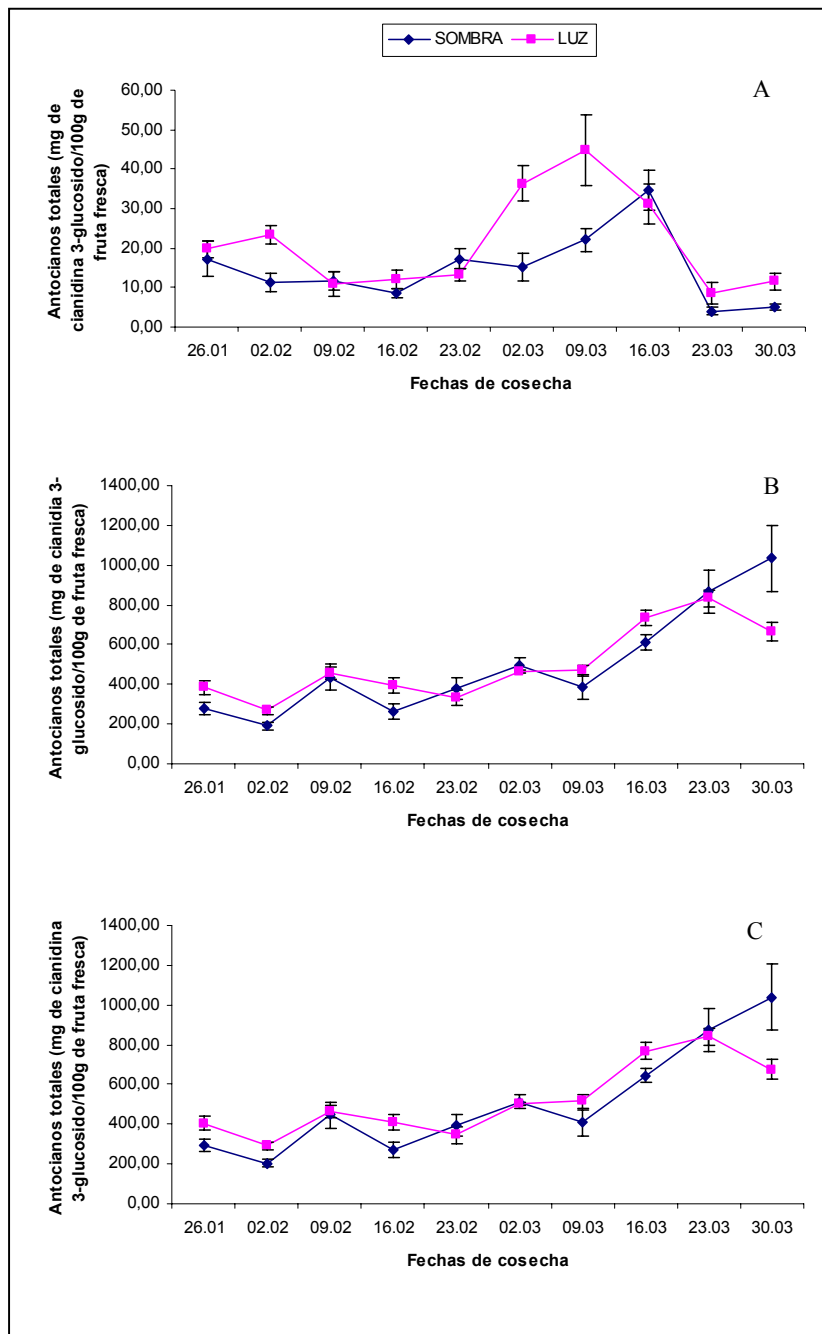 SOMBRA LUZ
A
Antocianos totales (mg de
cianidina 3-glucosido/100g de
fruta fresca)
60,00
50,00
40,00
30,00
20,00
10,00
0,00
26.01 02.02 09.02 16.02 23.02 02.03 09.03 16.03 23.03 30.03
Fechas de cosecha
B
Antocianos totales (mg de cianidia 3-
glucosido/100g de fruta fresca)
1400,00
1200,00
1000,00
800,00
600,00
400,00
200,00
0,00
26.01 02.02 09.02 16.02 23.02 02.03 09.03 16.03 23.03 30.03
Fechas de cosecha
C
Antocianos totales (mg de cianidina
3-glucosido/100g de fruta fresca)
1400,00
1200,00
1000,00
800,00
600,00
400,00
200,00
0,00
26.01 02.02 09.02 16.02 23.02 02.03 09.03 16.03 23.03 30.03
Fechas de cosecha